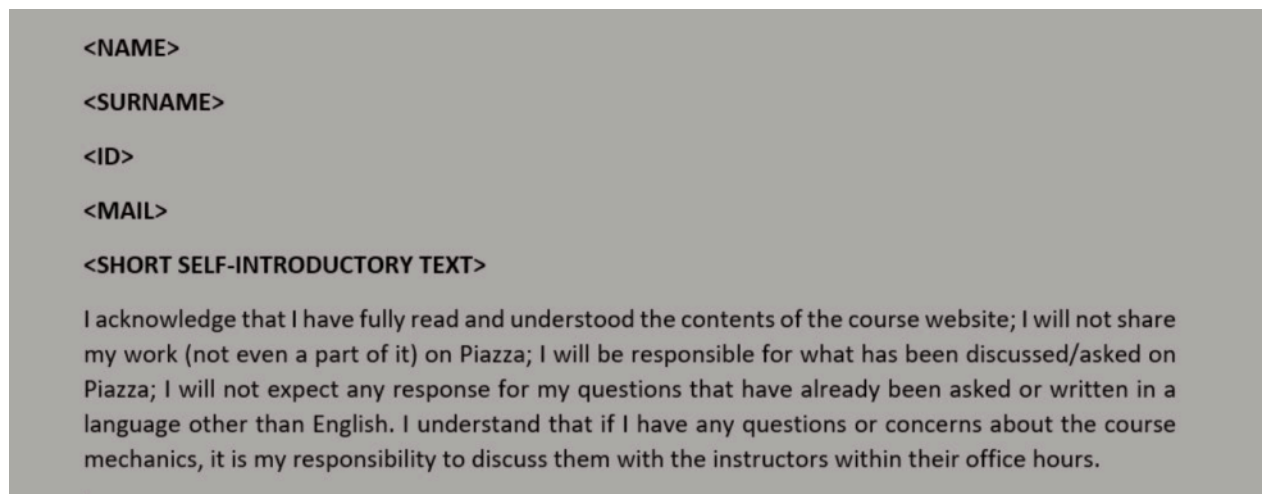 <NAME>
<SURNAME>
<ID>
<MAIL>
<SHORT SELF-INTRODUCTORY TEXT>
I acknowledge that I have fully read and understood the contents of the course website; I will not share
my work (not even a part of it) on Piazza; I will be responsible for what has been discussed/asked on
Piazza; I will not expect any response for my questions that have already been asked or written in a
language other than English. I understand that if I have any questions or concerns about the course
mechanics, it is my responsibility to discuss them with the instructors within their office hours.